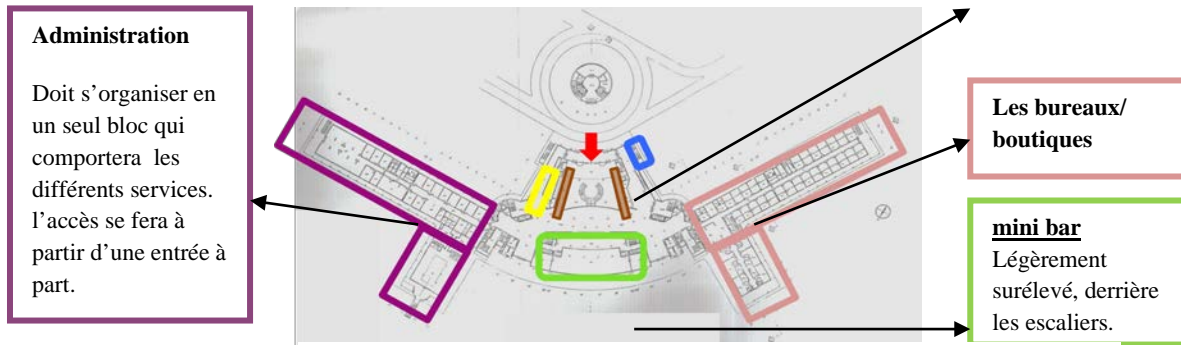 Administration
Doit s’organiser en
un seul bloc qui
comportera les
différents services.
l’accès se fera à
partir d’une entrée à
part.
Les bureaux/
boutiques
mini bar
Légèrement
surélevé, derrière
les escaliers.